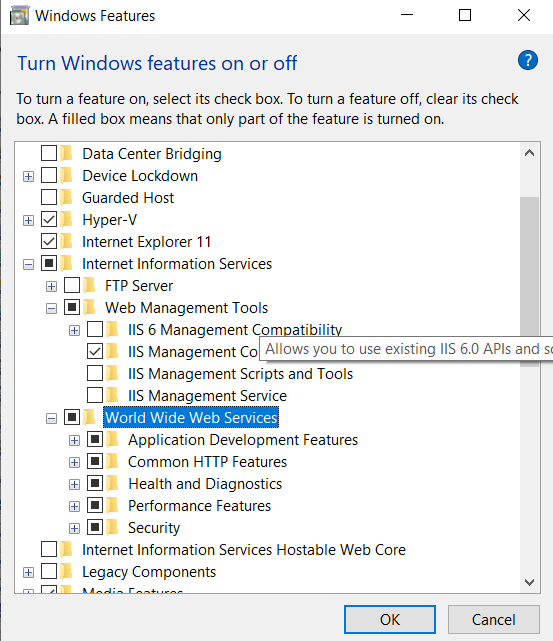 Windows Features
Turn Windows features on or off
?
To turn a feature on, select its check box. To turn a feature off, clear its check
box. A filled box means that only part of the feature is turned on.
Data Center Bridging
Device Lockdown
Guarded Host
Hyper-V
Internet Explorer 11
Internet Information Services
FTP Server
Web Management Tools
IIS 6 Management Compatibility
Allows you to use existing IIS 6.0 APIs and sc
IIS Management Co
IIS Management Scripts and Tools
IIS Management Service
World Wide Web Services
Application Development Features
Common HTTP Features
Health and Diagnostics
Performance Features
Security
Internet Information Services Hostable Web Core
Legacy Components
Media Features
OK
Cancel